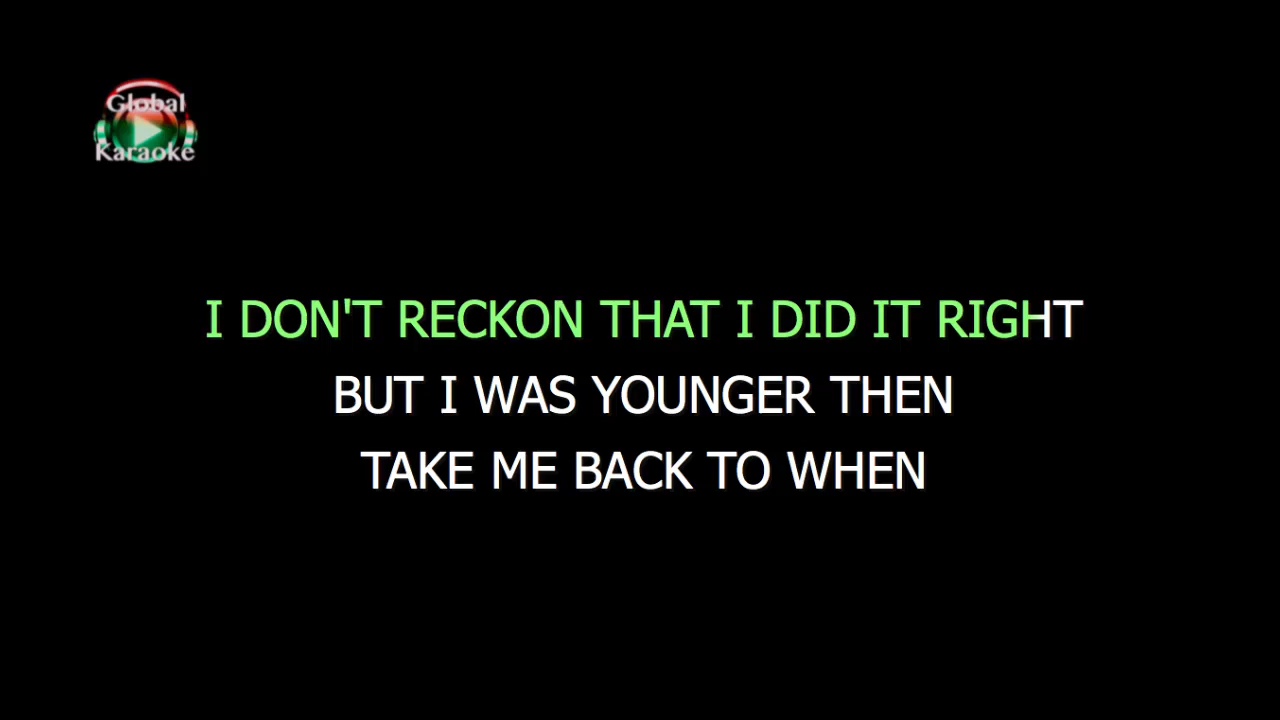 Global
Karaoke
I DON'T RECKON THAT I DID IT RIGHT
BUT I WAS YOUNGER THEN
TAKE ME BACK TO WHEN